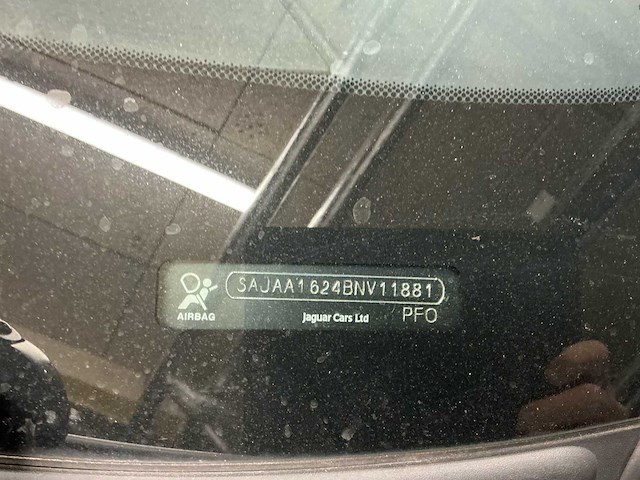 SAJAA1624BNV11881
AIRBAG
Jaguar Cars Ltd
PFO